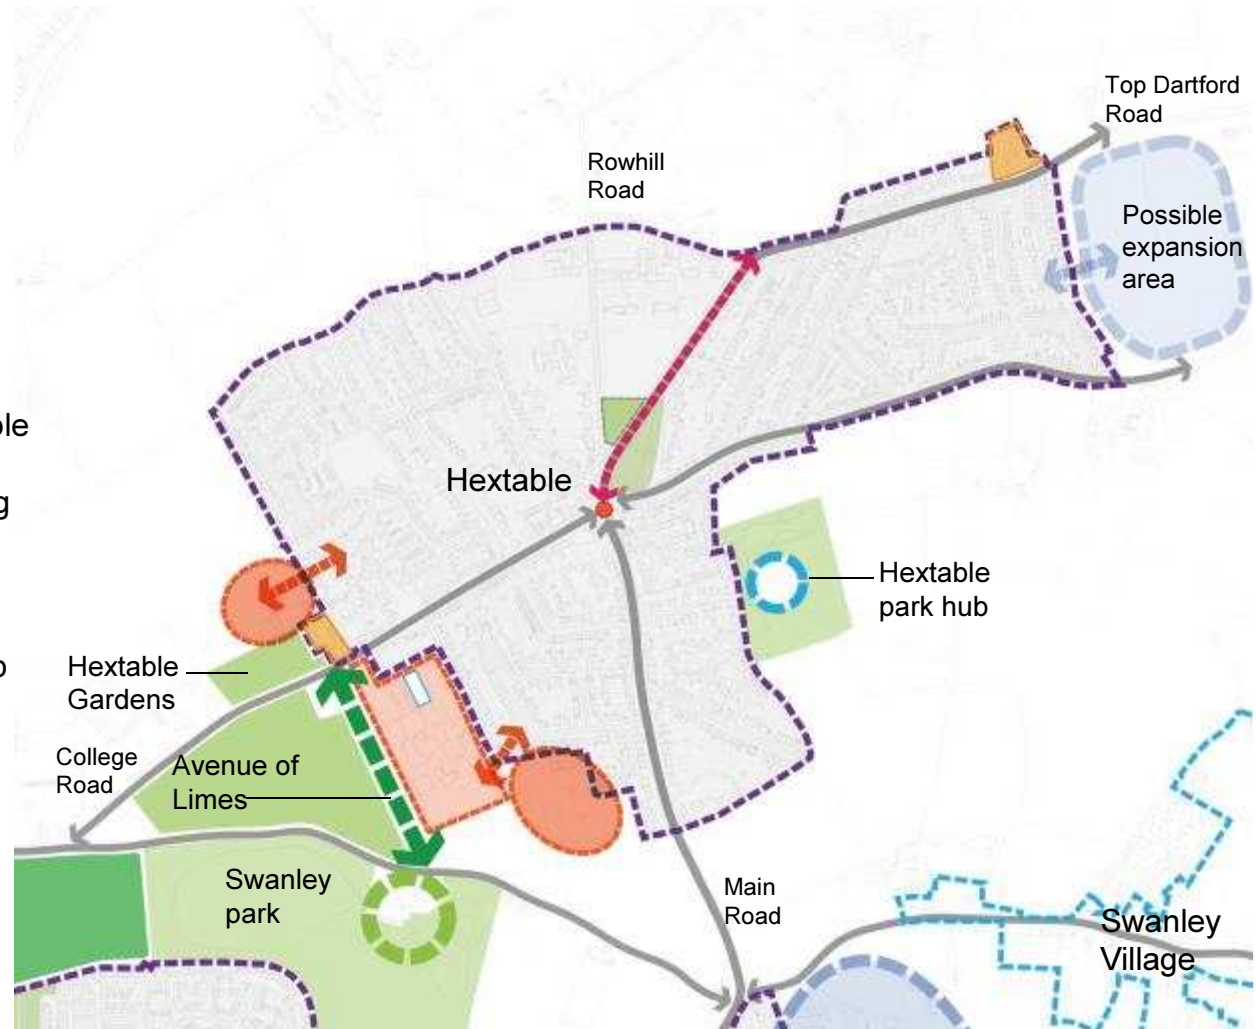 Top Dartford
Road
Rowhill
Road
Possible
expansion
area
Hextable
Hextable
park hub
Hextable
Gardens
College
Road
Avenue of
Limes
Swanley
park
Main
Road
Swanley
Village